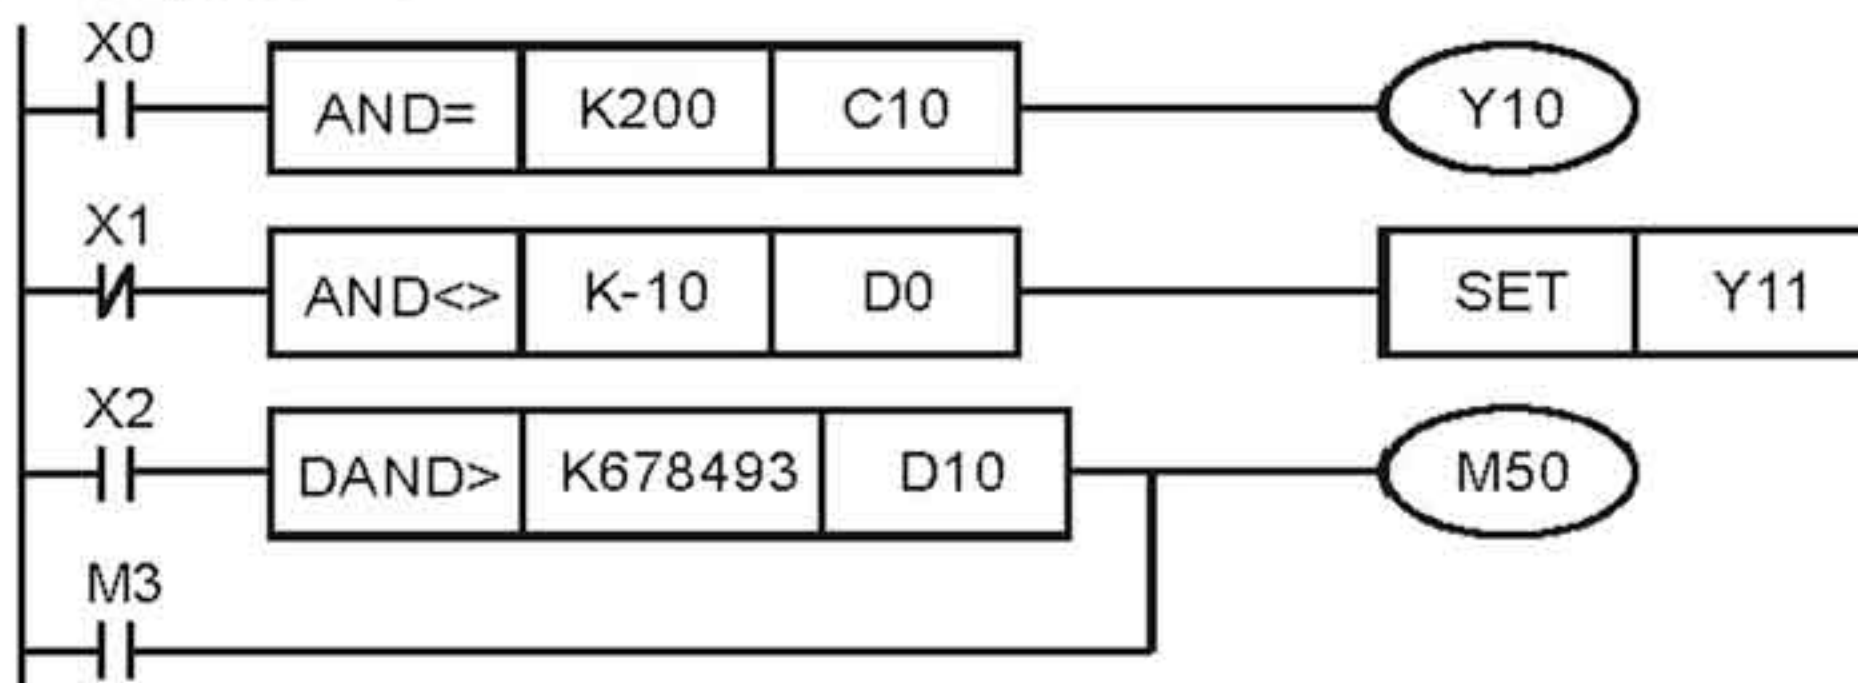 X0
AND= K200 C10 Y10
X1
AND<> K-10 D0 SET Y11
X2
DAND> K678493 D10 M50
M3